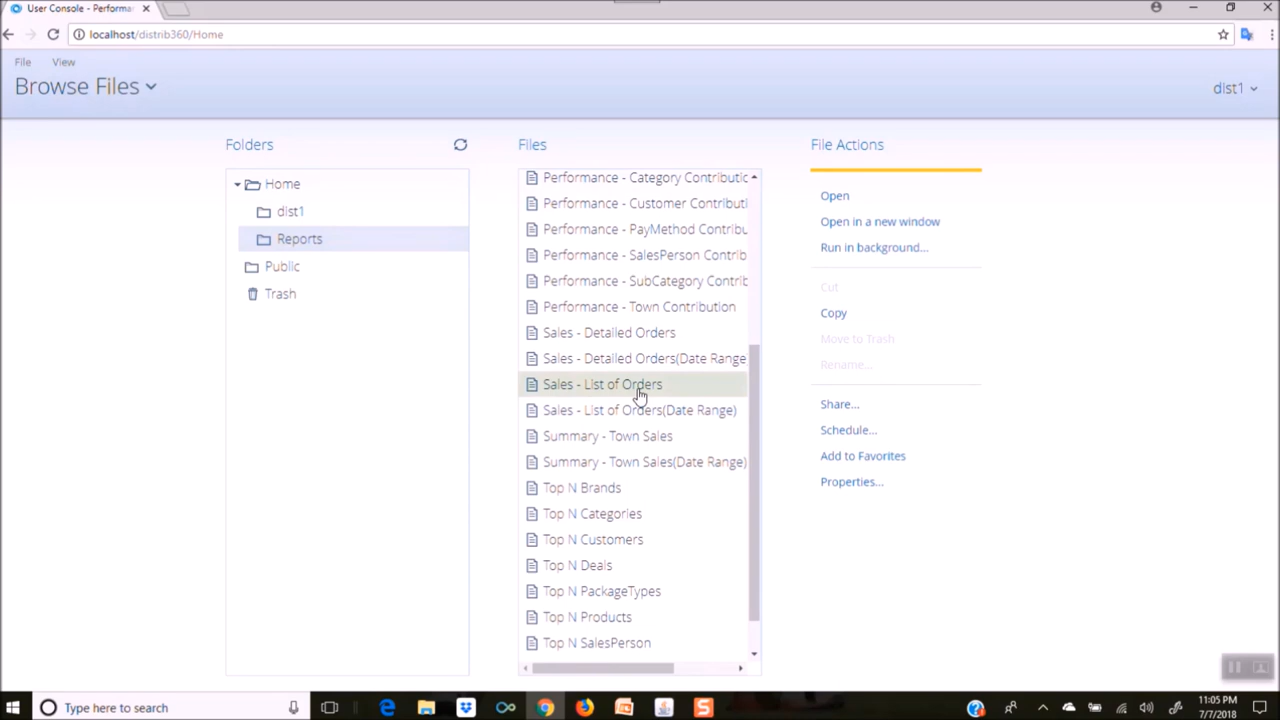 User Console - Performa
localhost/distrib360/Home
File View
Browse Files
dist1
Folders
Home
dist1
Reports
Public
Trash
Files
Performance - Category Contributic
Performance - Customer Contributi
Performance - PayMethod Contribu
Performance - SalesPerson Contrib
Performance - SubCategory Contrib
Performance - Town Contribution
Sales - Detailed Orders
Sales - Detailed Orders(Date Range
Sales - List of Orders
Sales - List of Orders(Date Range)
Summary - Town Sales
Summary - Town Sales(Date Range)
Top N Brands
Top N Categories
Top N Customers
Top N Deals
Top N PackageTypes
Top N Products
Top N SalesPerson
File Actions
Open
Open in a new window
Run in background...
Cut
Copy
Move to Trash
Rename...
Share...
Schedule...
Add to Favorites
Properties...
Type here to search
11:05 PM
7/7/2018